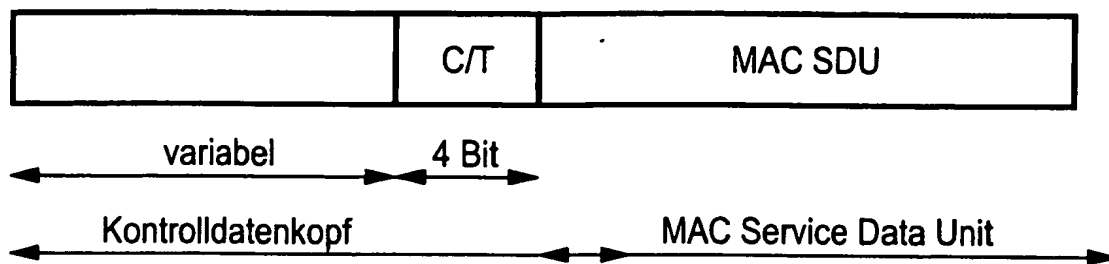 C/T MAC SDU
variabel 4 Bit
Kontrolldatenkopf MAC Service Data Unit